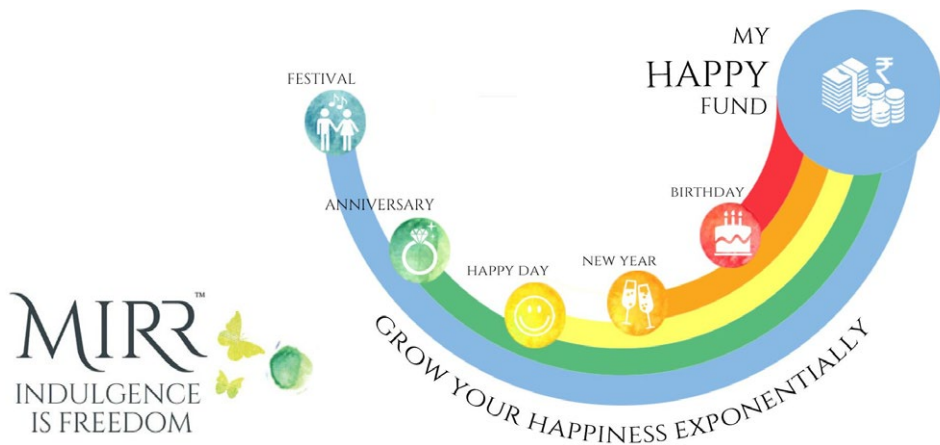 MY
HAPPY
FUND
₹
FESTIVAL
ANNIVERSARY
HAPPY DAY
NEW YEAR
BIRTHDAY
GROW YOUR HAPPINESS EXPONENTIALLY
MIRR™
INDULGENCE
IS FREEDOM